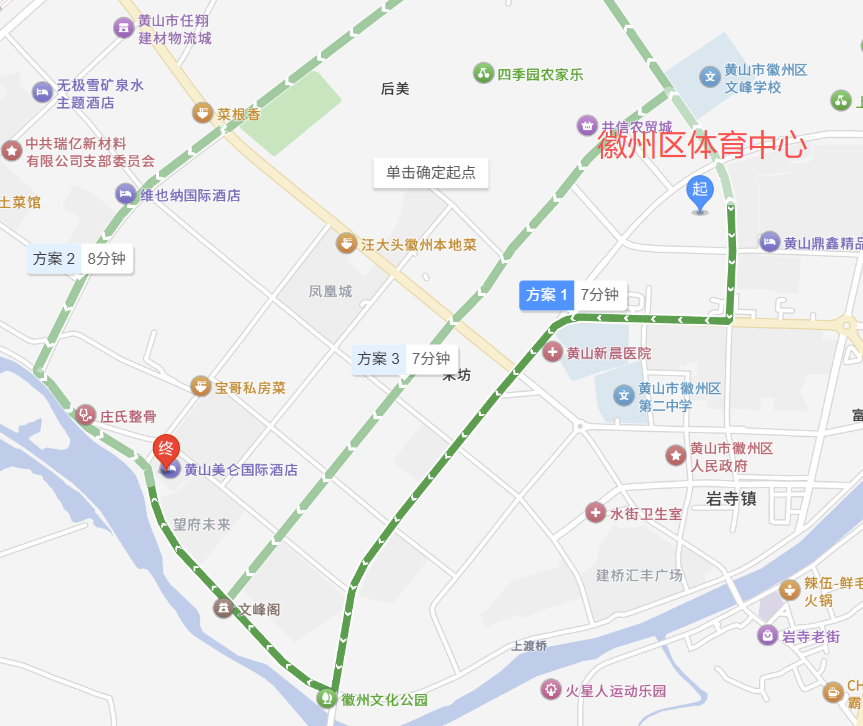 黄山市任翔
建材物流城
无极雪矿泉水
主题酒店
菜根香
后美
四季园农家乐
黄山市徽州区
文峰学校
上
共信农贸城
徽州区体育中心
中共瑞亿新材料
有限公司支部委员会
单击确定起点
起
土菜馆
维也纳国际酒店
汪大头徽州本地菜
黄山鼎鑫精品
方案 2 8分钟
凤凰城
方案 1 7分钟
方案 3 7分钟
黄山新晨医院
宝哥私房菜
黄山市徽州区
第二中学
庄氏整骨
富
终
黄山美仑国际酒店
黄山市徽州区
人民政府
岩寺镇
望府未来
水街卫生室
建桥汇丰广场
辣伍-鲜毛
火锅
文峰阁
岩寺老街
上渡桥
徽州文化公园
火星人运动乐园
CH
霸